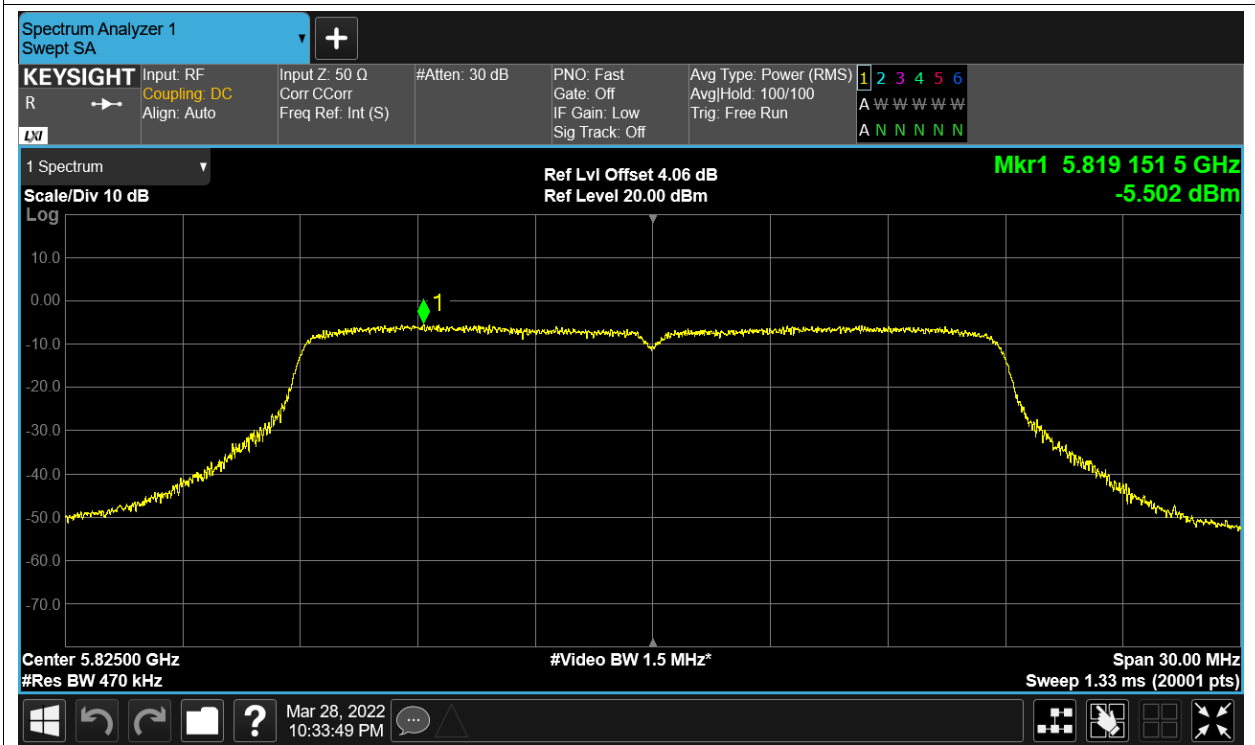 Spectrum Analyzer 1
Swept SA
KEYSIGHT
R
LXI
Input: RF
Coupling: DC
Align: Auto
Input Z: 50 Ω
Corr CCorr
Freq Ref: Int (S)
#Atten: 30 dB
PNO: Fast
Gate: Off
IF Gain: Low
Sig Track: Off
Avg Type: Power (RMS)
Avg|Hold: 100/100
Trig: Free Run
1 2 3 4 5 6
A W W W W W
A N N N N N
1 Spectrum
Scale/Div 10 dB
Log
Ref Lvl Offset 4.06 dB
Ref Level 20.00 dBm
Mkr1 5.819 151 5 GHz
-5.502 dBm
10.0
0.00
1
-10.0
-20.0
-30.0
-40.0
-50.0
-60.0
-70.0
Center 5.82500 GHz
#Res BW 470 kHz
#Video BW 1.5 MHz*
Span 30.00 MHz
Sweep 1.33 ms (20001 pts)
?
Mar 28, 2022
10:33:49 PM